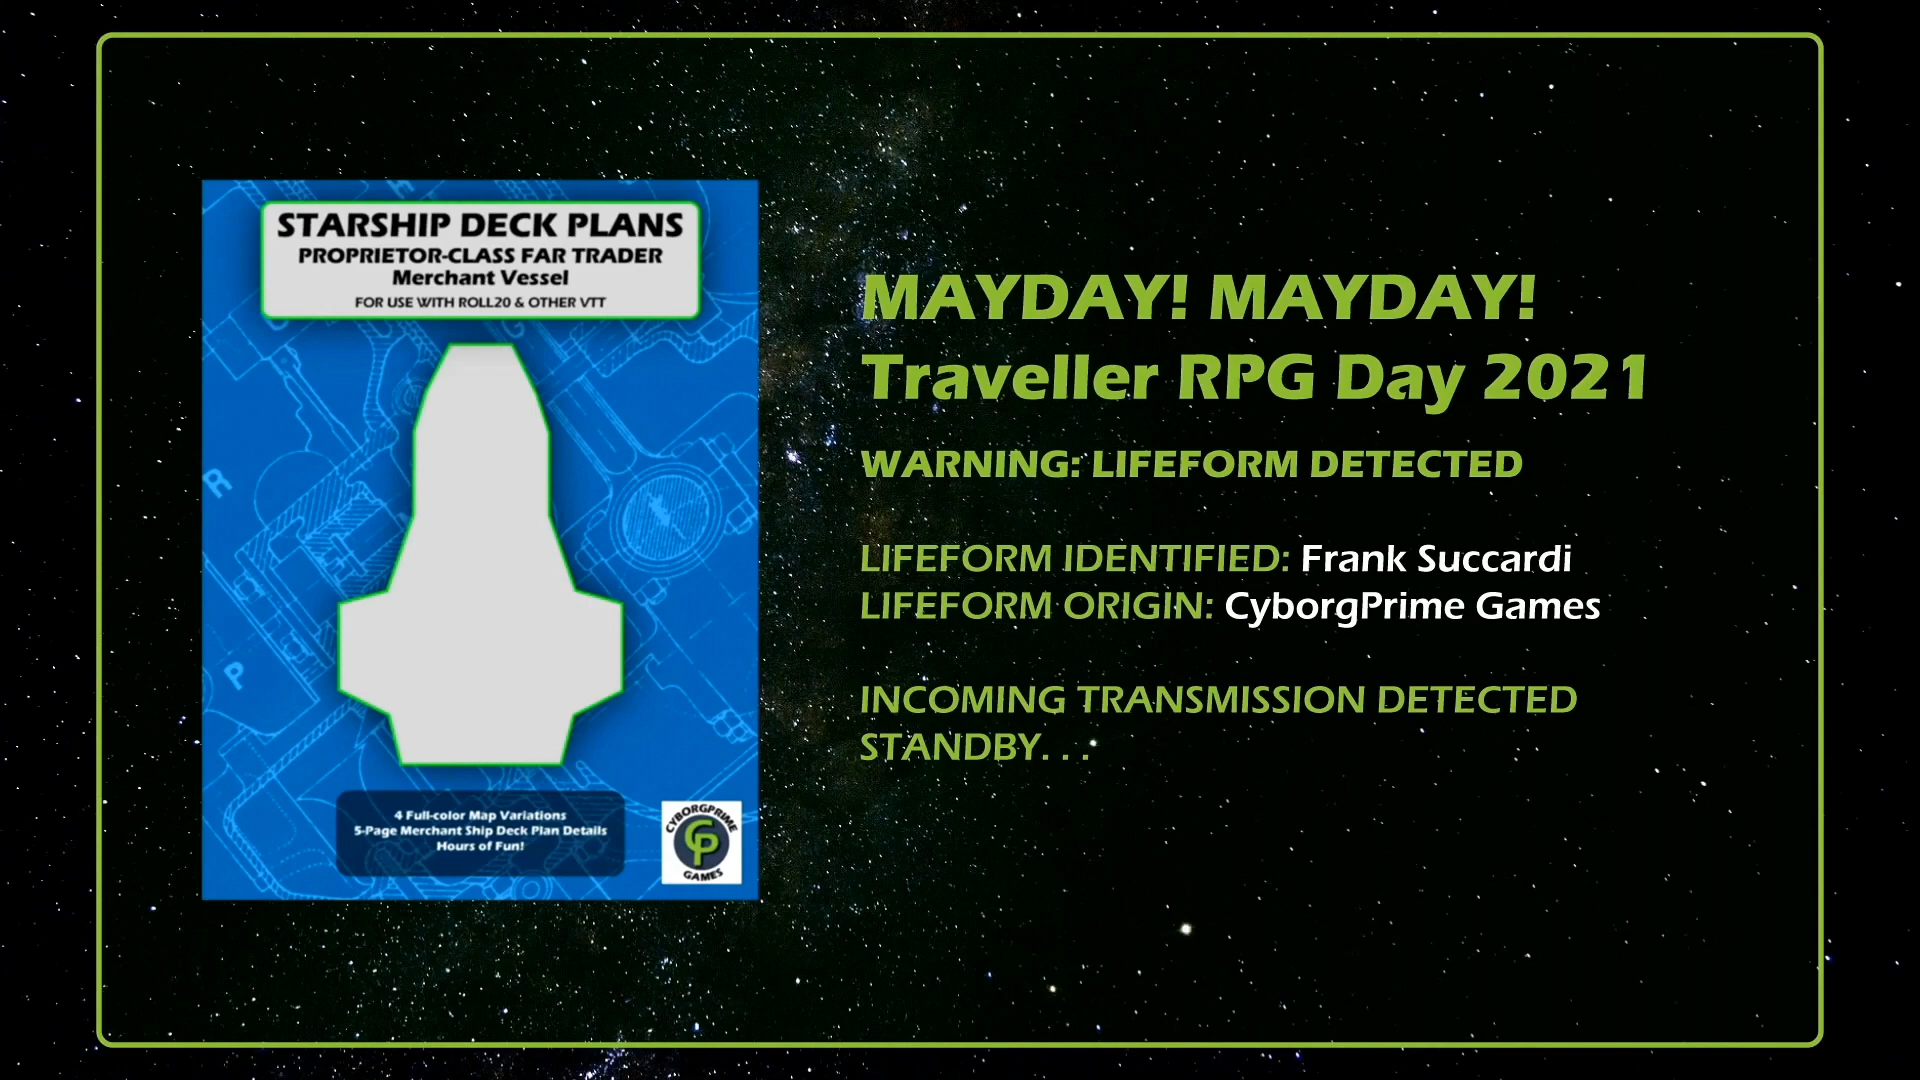 STARSHIP DECK PLANS
PROPRIETOR-CLASS FAR TRADER
Merchant Vessel
FOR USE WITH ROLL20 & OTHER VTT
R
P
4 Full-color Map Variations
5-Page Merchant Ship Deck Plan Details
Hours of Fun!
CYBORGPRIME
CP
GAMES
MAYDAY! MAYDAY!
Traveller RPG Day 2021
WARNING: LIFEFORM DETECTED
LIFEFORM IDENTIFIED: Frank Succardi
LIFEFORM ORIGIN: CyborgPrime Games
INCOMING TRANSMISSION DETECTED
STANDBY. . .